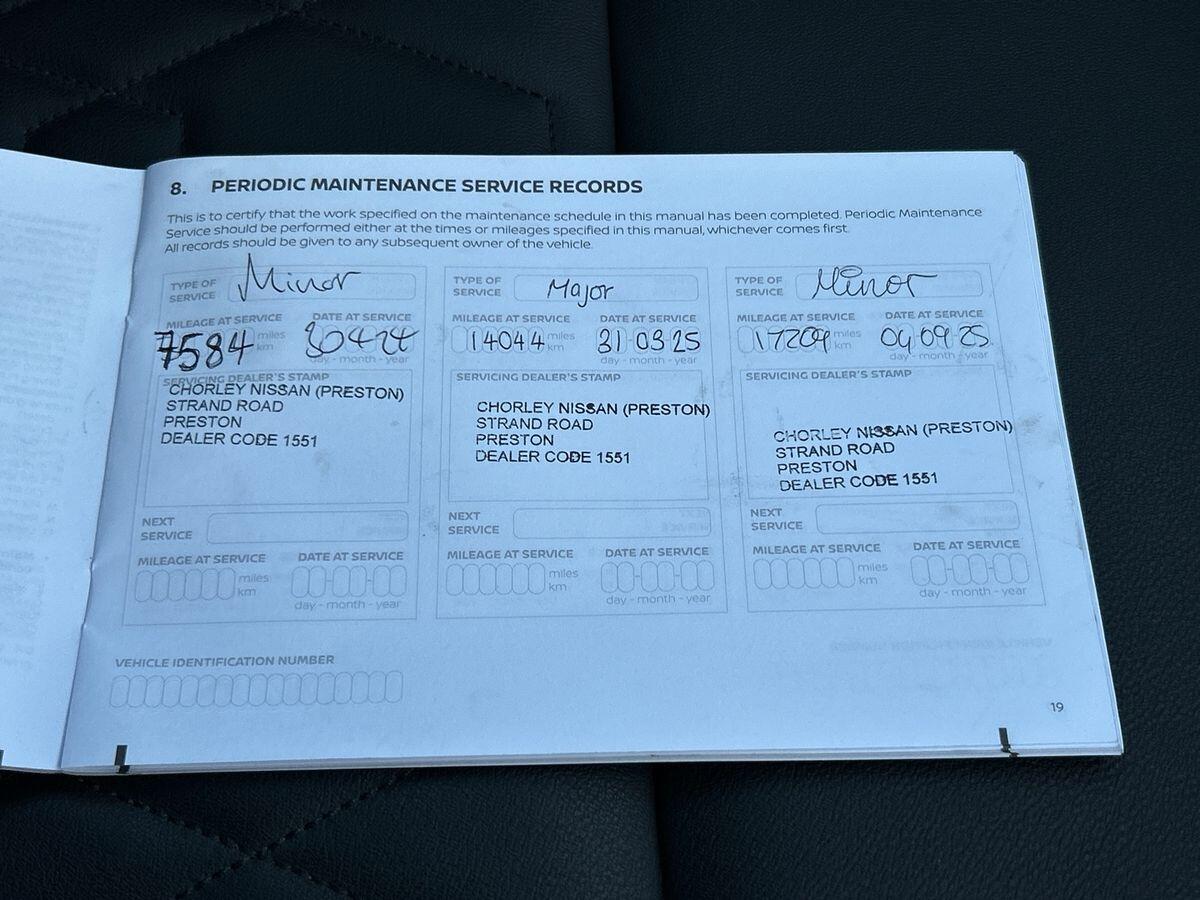 8. PERIODIC MAINTENANCE SERVICE RECORDS
This is to certify that the work specified on the maintenance schedule in this manual has been completed. Periodic Maintenance
Service should be performed either at the times or mileages specified in this manual, whichever comes first.
All records should be given to any subsequent owner of the vehicle.
TYPE OF SERVICE Minor
MILEAGE AT SERVICE DATE AT SERVICE
7584 miles km 300424
day - month - year
SERVICING DEALER'S STAMP
CHORLEY NISSAN (PRESTON)
STRAND ROAD
PRESTON
DEALER CODE 1551
NEXT SERVICE
MILEAGE AT SERVICE DATE AT SERVICE
miles km
day - month - year
TYPE OF SERVICE Major
MILEAGE AT SERVICE DATE AT SERVICE
14044 miles km 31 03 25
day - month - year
SERVICING DEALER'S STAMP
CHORLEY NISSAN (PRESTON)
STRAND ROAD
PRESTON
DEALER CODE 1551
NEXT SERVICE
MILEAGE AT SERVICE DATE AT SERVICE
miles km
day - month - year
TYPE OF SERVICE Minor
MILEAGE AT SERVICE DATE AT SERVICE
17209 miles km 04 09 25
day - month - year
SERVICING DEALER'S STAMP
CHORLEY NISSAN (PRESTON)
STRAND ROAD
PRESTON
DEALER CODE 1551
NEXT SERVICE
MILEAGE AT SERVICE DATE AT SERVICE
miles km
day - month - year
VEHICLE IDENTIFICATION NUMBER
19